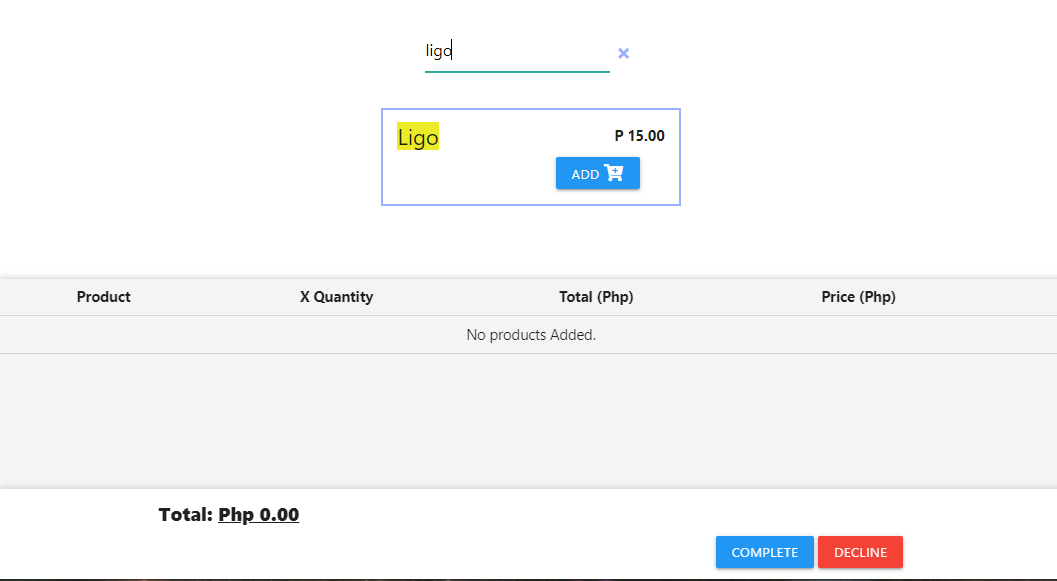 ligo
Ligo P 15.00
ADD
Product X Quantity Total (Php) Price (Php)
No products Added.
Total: Php 0.00
COMPLETE DECLINE